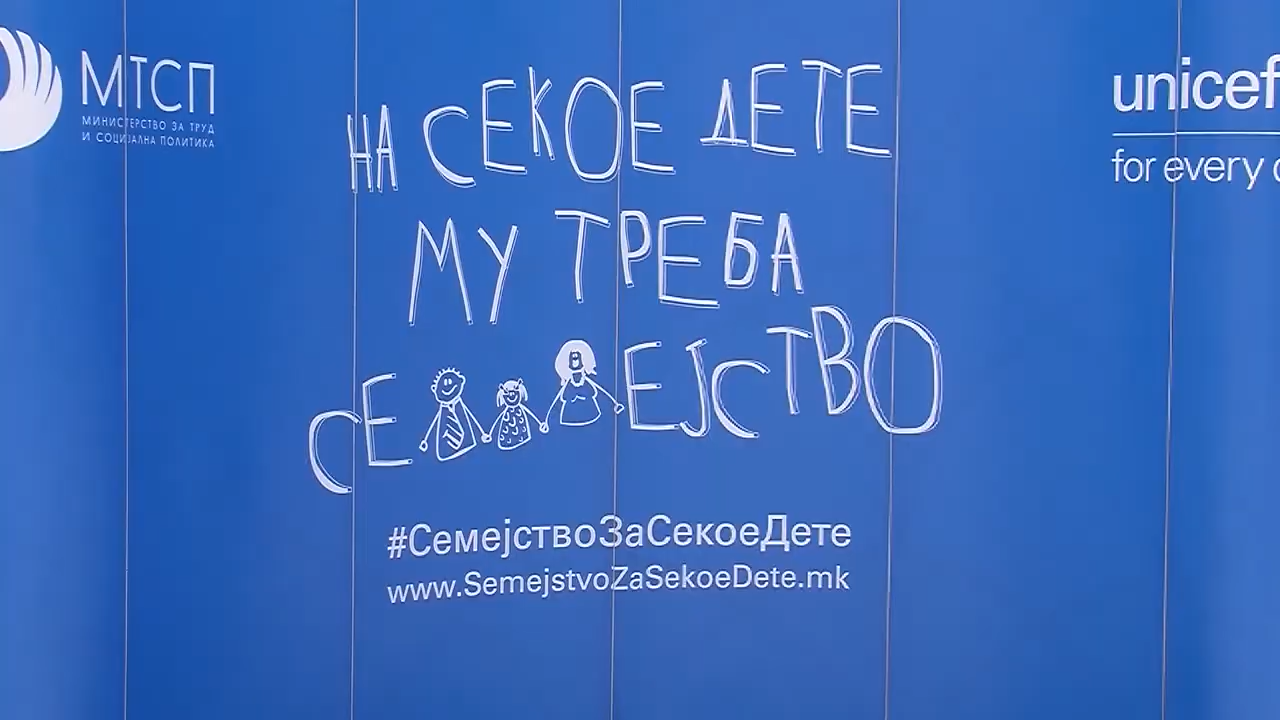 МТСП
МИНИСТЕРСТВО ЗА ТРУД
И СОЦИЈАЛНА ПОЛИТИКА
НА СЕКОЕ ДЕТЕ
МУ ТРЕБА
СЕ ЕЈСТВО
#СемејствоЗаСекоеДете
www.SemejstvoZaSekoeDete.mk
unicef
for every